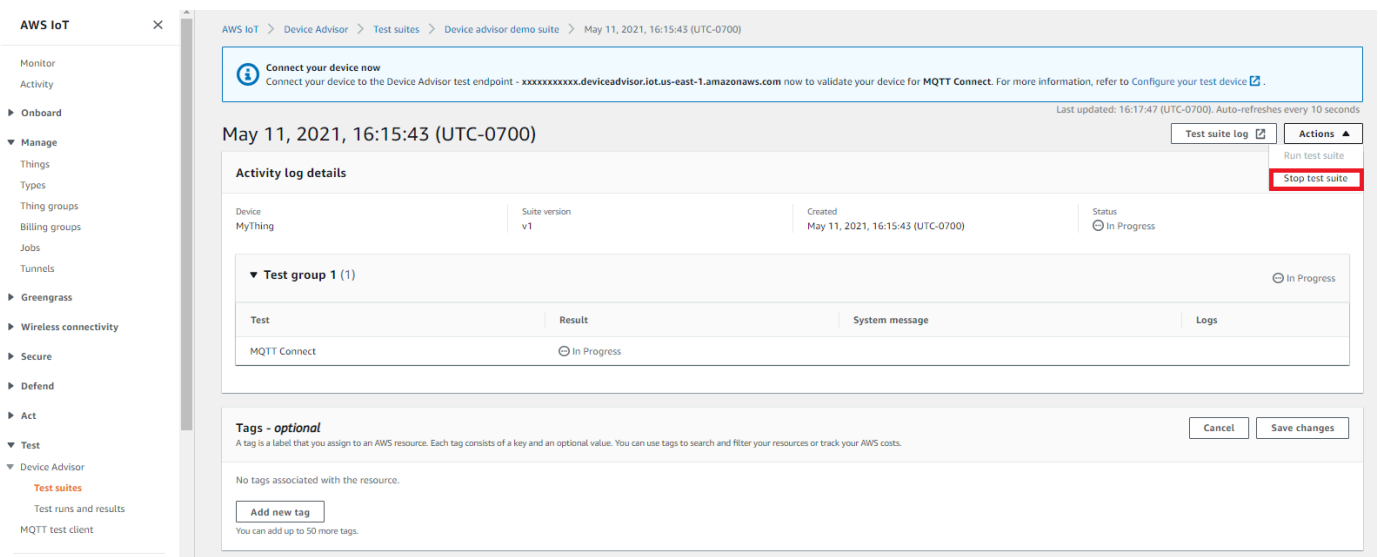 AWS IoT
Monitor
Activity
Onboard
Manage
Things
Types
Thing groups
Billing groups
Jobs
Tunnels
Greengrass
Wireless connectivity
Secure
Defend
Act
Test
Device Advisor
Test suites
Test runs and results
MQTT test client
AWS IoT > Device Advisor > Test suites > Device advisor demo suite > May 11, 2021, 16:15:43 (UTC-0700)
Connect your device now
Connect your device to the Device Advisor test endpoint - xxxxxxxxxxx.deviceadvisor.iot.us-east-1.amazonaws.com now to validate your device for MQTT Connect. For more information, refer to Configure your test device .
Last updated: 16:17:47 (UTC-0700). Auto-refreshes every 10 seconds
May 11, 2021, 16:15:43 (UTC-0700)
Test suite log
Actions
Run test suite
Stop test suite
Activity log details
Device
MyThing
Suite version
v1
Created
May 11, 2021, 16:15:43 (UTC-0700)
Status
In Progress
Test group 1 (1)
In Progress
Test Result System message Logs
MQTT Connect In Progress
Tags - optional
A tag is a label that you assign to an AWS resource. Each tag consists of a key and an optional value. You can use tags to search and filter your resources or track your AWS costs.
Cancel
Save changes
No tags associated with the resource.
Add new tag
You can add up to 50 more tags.